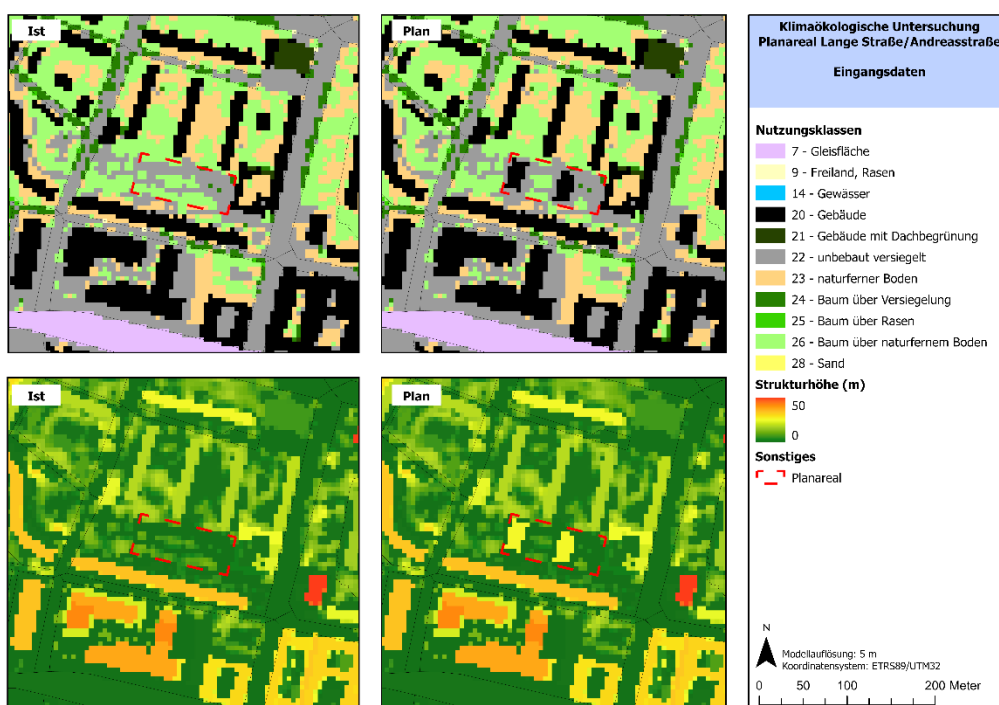 Ist
Plan
Ist
Plan
Klimaökologische Untersuchung
Planareal Lange Straße/Andreasstraße
Eingangsdaten
Nutzungsklassen
7 - Gleisfläche
9 - Freiland, Rasen
14 - Gewässer
20 - Gebäude
21 - Gebäude mit Dachbegrünung
22 - unbebaut versiegelt
23 - naturferner Boden
24 - Baum über Versiegelung
25 - Baum über Rasen
26 - Baum über naturfernem Boden
28 - Sand
Strukturhöhe (m)
50
0
Sonstiges
Planareal
N
Modellauflösung: 5 m
Koordinatensystem: ETRS89/UTM32
0 50 100 200 Meter